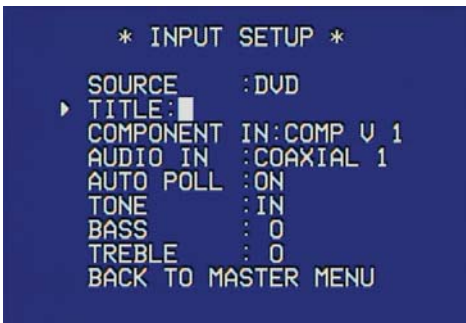 * INPUT SETUP *
SOURCE :DVD
TITLE:
COMPONENT IN:COMP V 1
AUDIO IN :COAXIAL 1
AUTO POLL :ON
TONE :IN
BASS : 0
TREBLE : 0
BACK TO MASTER MENU